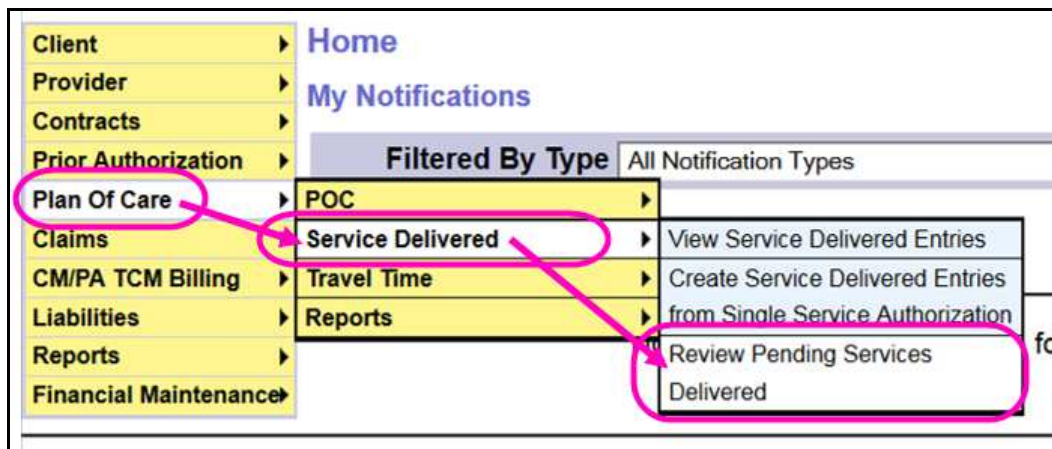 Client
Provider
Contracts
Prior Authorization
Plan Of Care
Claims
CM/PA TCM Billing
Liabilities
Reports
Financial Maintenance
Home
My Notifications
Filtered By Type
All Notification Types
POC
Service Delivered
Travel Time
Reports
View Service Delivered Entries
Create Service Delivered Entries
from Single Service Authorization
Review Pending Services
Delivered